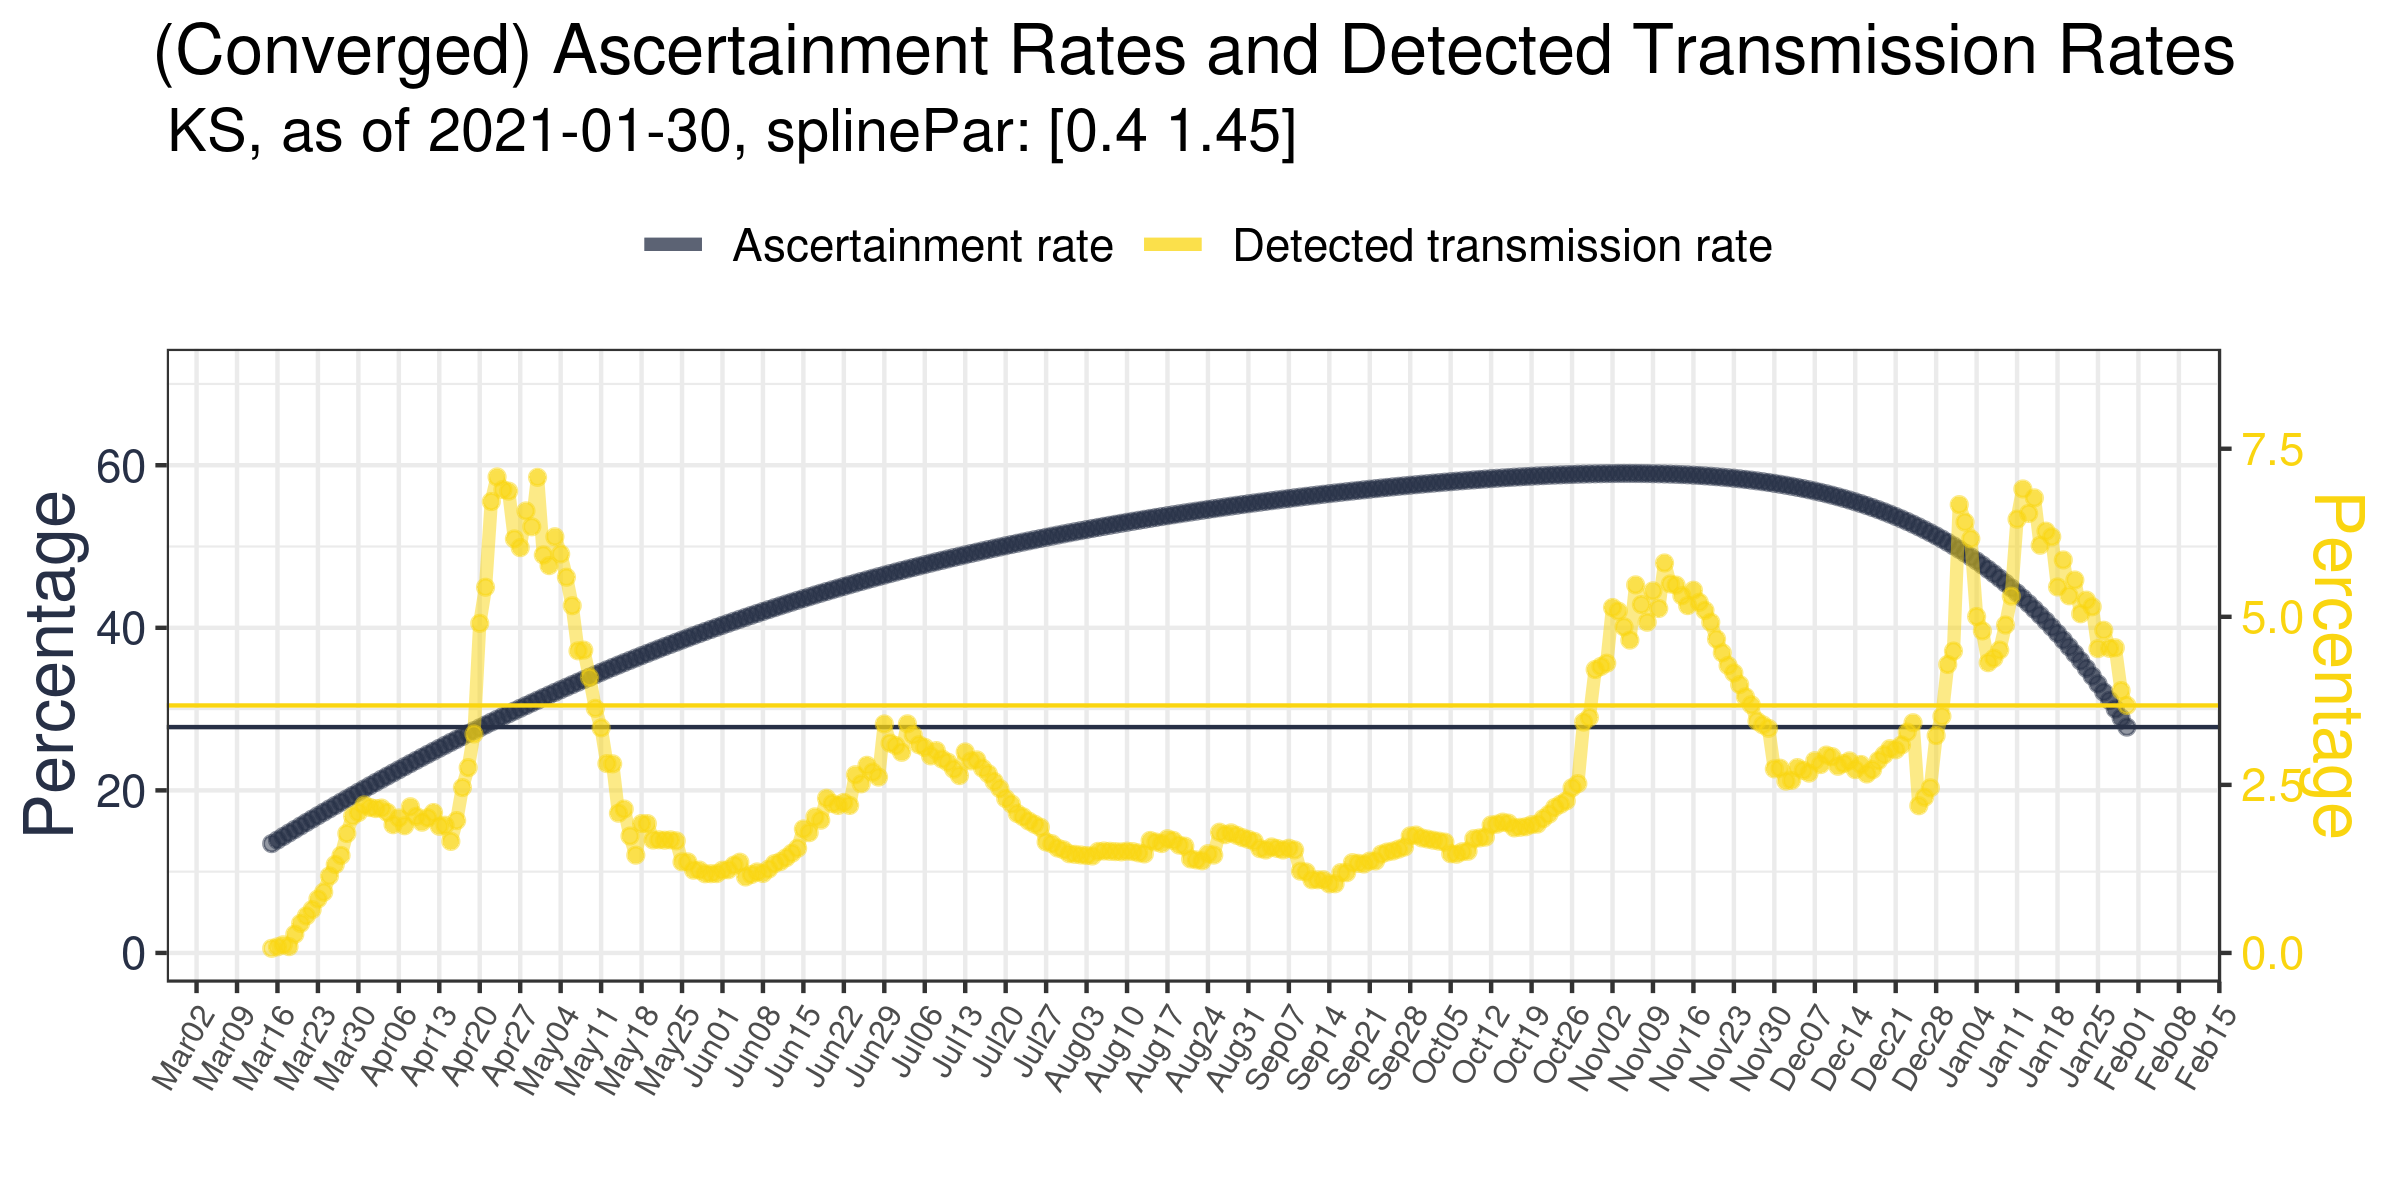 (Converged) Ascertainment Rates and Detected Transmission Rates
KS, as of 2021-01-30, splinePar: [0.4 1.45]
Ascertainment rate
Detected transmission rate
Percentage
60
40
20
0
7.5
5.0
2.5
0.0
Percentage
Mar02
Mar09
Mar16
Mar23
Mar30
Apr06
Apr13
Apr20
Apr27
May04
May11
May18
May25
Jun01
Jun08
Jun15
Jun22
Jun29
Jul06
Jul13
Jul20
Jul27
Aug03
Aug10
Aug17
Aug24
Aug31
Sep07
Sep14
Sep21
Sep28
Oct05
Oct12
Oct19
Oct26
Nov02
Nov09
Nov16
Nov23
Nov30
Dec07
Dec14
Dec21
Dec28
Jan04
Jan11
Jan18
Jan25
Feb01
Feb08
Feb15